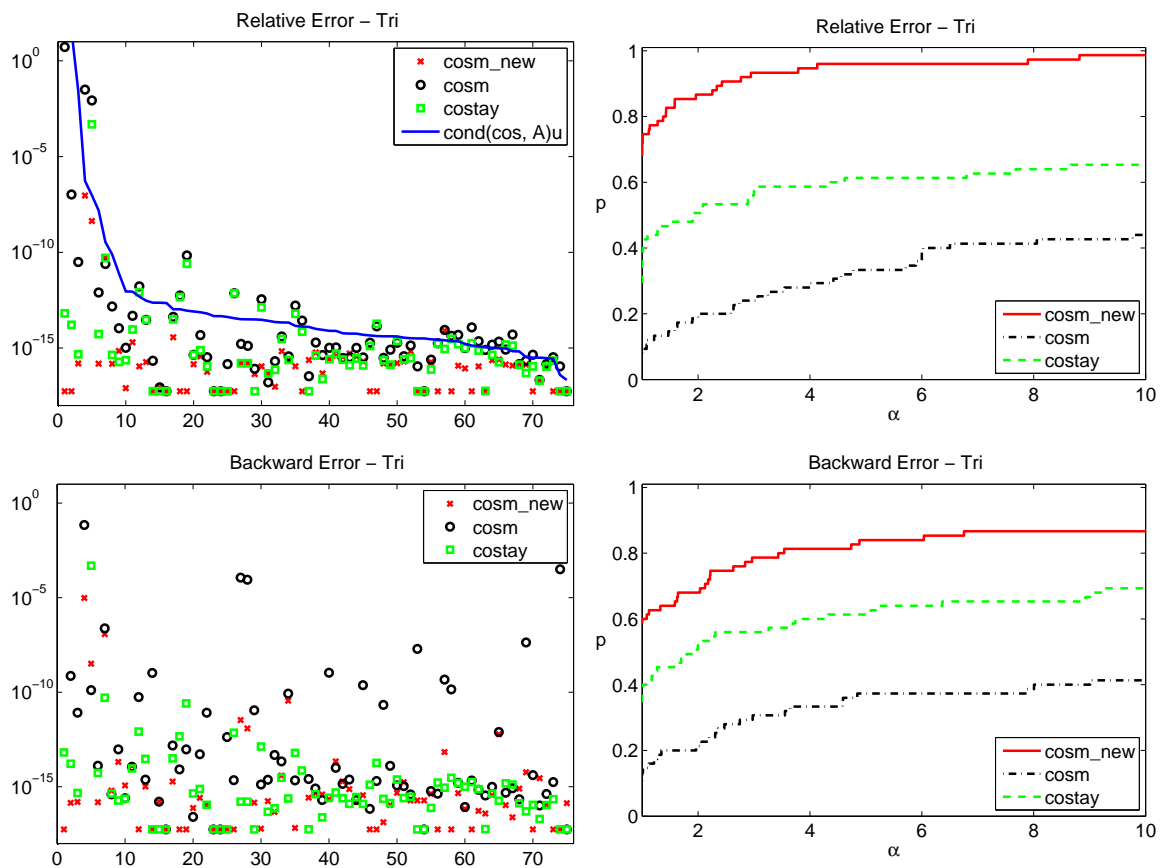 Relative Error − Tri
10^0
10^−5
10^−10
10^−15
0 10 20 30 40 50 60 70
cosm_new
cosm
costay
cond(cos, A)u
Relative Error − Tri
1
0.8
0.6
p
0.4
0.2
0
2 4 6 8 10
α
cosm_new
cosm
costay
Backward Error − Tri
10^0
10^−5
10^−10
10^−15
0 10 20 30 40 50 60 70
cosm_new
cosm
costay
Backward Error − Tri
1
0.8
0.6
p
0.4
0.2
0
2 4 6 8 10
α
cosm_new
cosm
costay